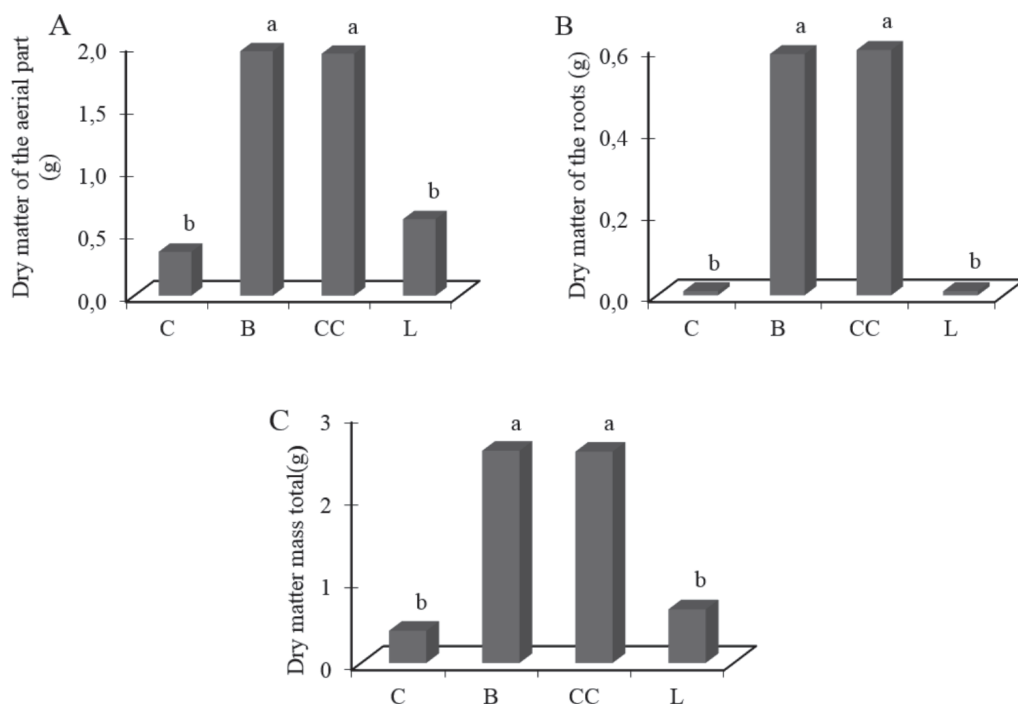 A
Dry matter of the aerial part
(g)
2,0
1,5
1,0
0,5
0,0
a
a
b
b
C B CC L
B
Dry matter of the roots (g)
0,6
0,4
0,2
0,0
a
a
b
b
C B CC L
C
Dry matter mass total(g)
3
2
1
0
a
a
b
b
C B CC L